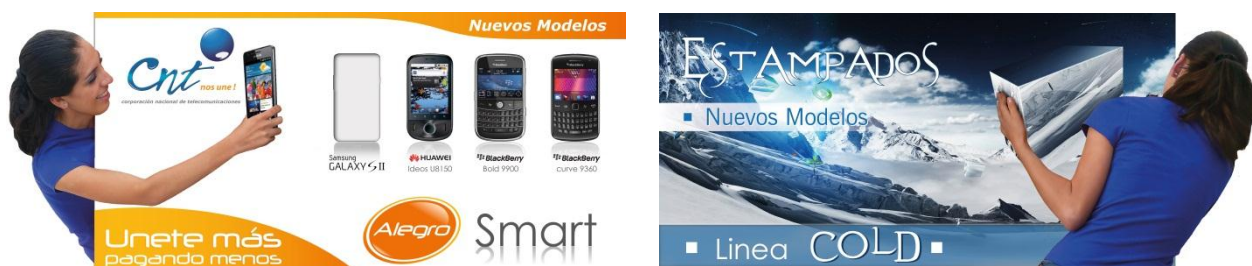 Nuevos Modelos
Cnt
nos une!
corporación nacional de telecomunicaciones
Samsung
GALAXY S II
HUAWEI
Ideos U8150
BlackBerry
Bold 9900
BlackBerry
curve 9360
Unete más
pagando menos
Alegro
Smart
ESTAMPADOS
▪ Nuevos Modelos
▪ Linea COLD ▪